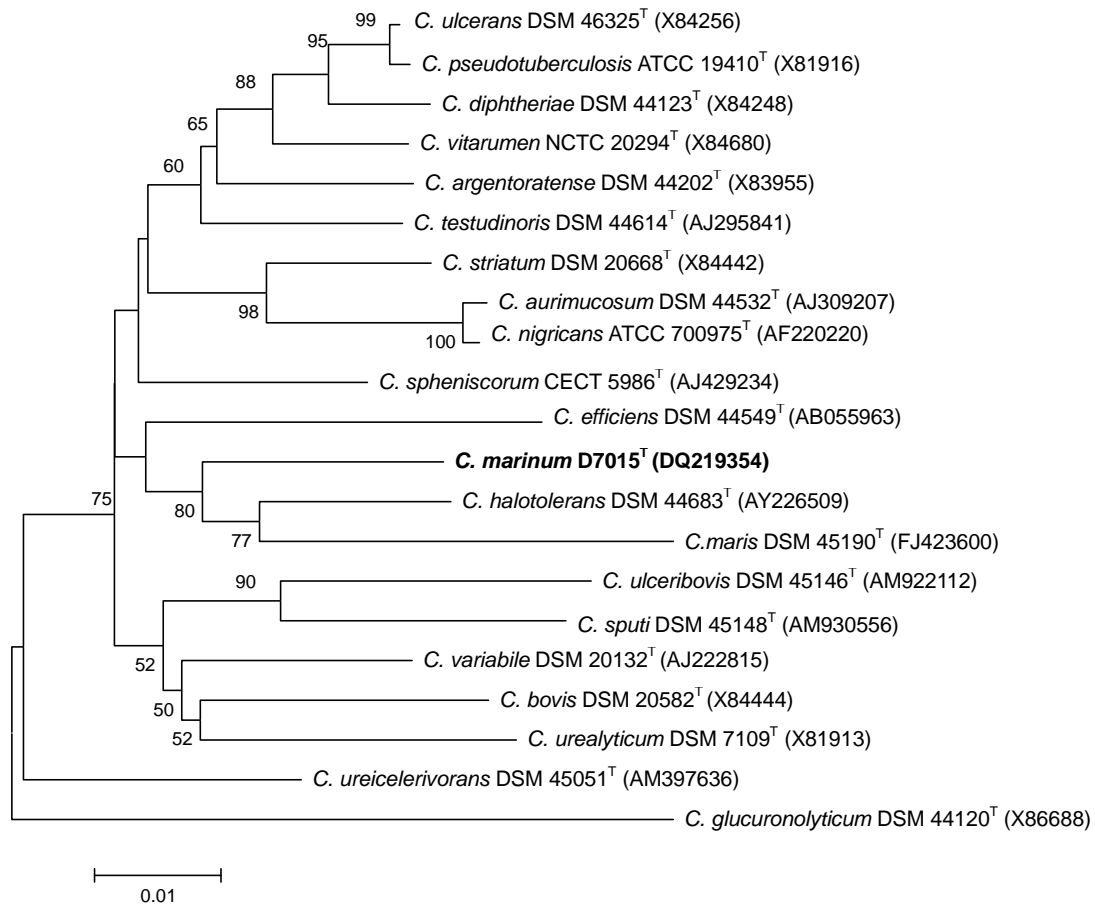 99
C. ulcerans DSM 46325T (X84256)
95
C. pseudotuberculosis ATCC 19410T (X81916)
88
C. diphtheriae DSM 44123T (X84248)
65
C. vitarumen NCTC 20294T (X84680)
60
C. argentoratense DSM 44202T (X83955)
C. testudinoris DSM 44614T (AJ295841)
C. striatum DSM 20668T (X84442)
98
C. aurimucosum DSM 44532T (AJ309207)
100
C. nigricans ATCC 700975T (AF220220)
C. spheniscorum CECT 5986T (AJ429234)
C. efficiens DSM 44549T (AB055963)
C. marinum D7015T (DQ219354)
75
80
C. halotolerans DSM 44683T (AY226509)
77
C.maris DSM 45190T (FJ423600)
90
C. ulceribovis DSM 45146T (AM922112)
C. sputi DSM 45148T (AM930556)
52
C. variabile DSM 20132T (AJ222815)
50
C. bovis DSM 20582T (X84444)
52
C. urealyticum DSM 7109T (X81913)
C. ureicelerivorans DSM 45051T (AM397636)
C. glucuronolyticum DSM 44120T (X86688)
0.01